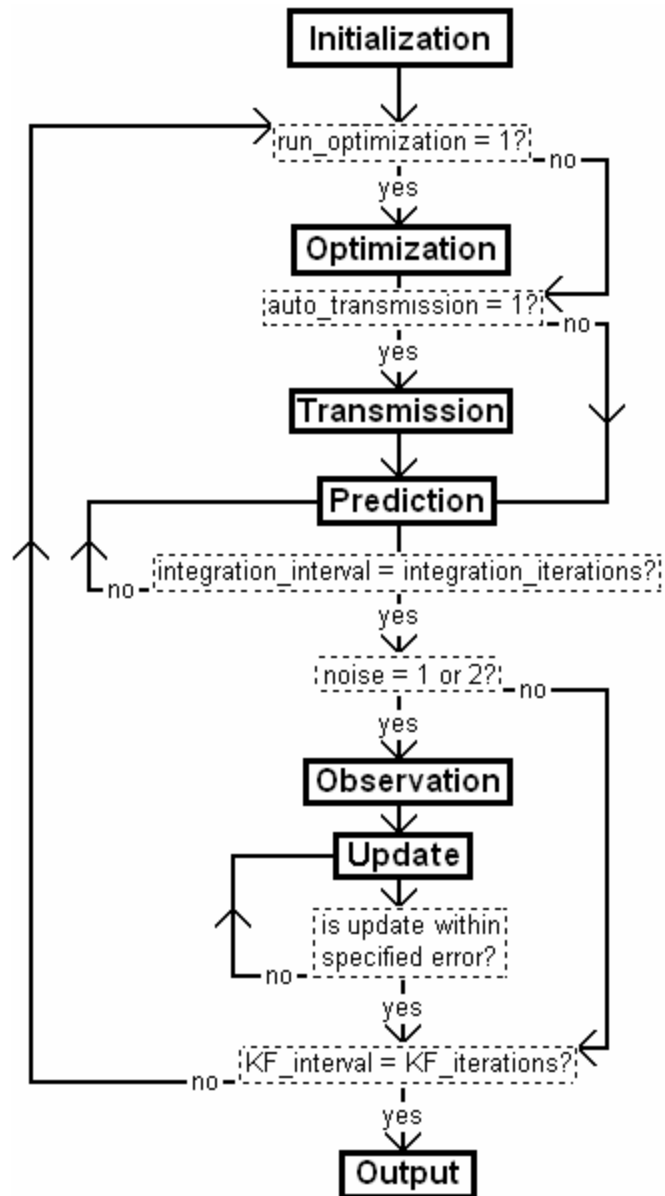 Initialization
run_optimization = 1?
no
yes
Optimization
auto_transmission = 1?
no
yes
Transmission
Prediction
integration_interval = integration_iterations?
no
yes
noise = 1 or 2?
no
yes
Observation
Update
is update within
specified error?
no
yes
KF_interval = KF_iterations?
no
yes
Output